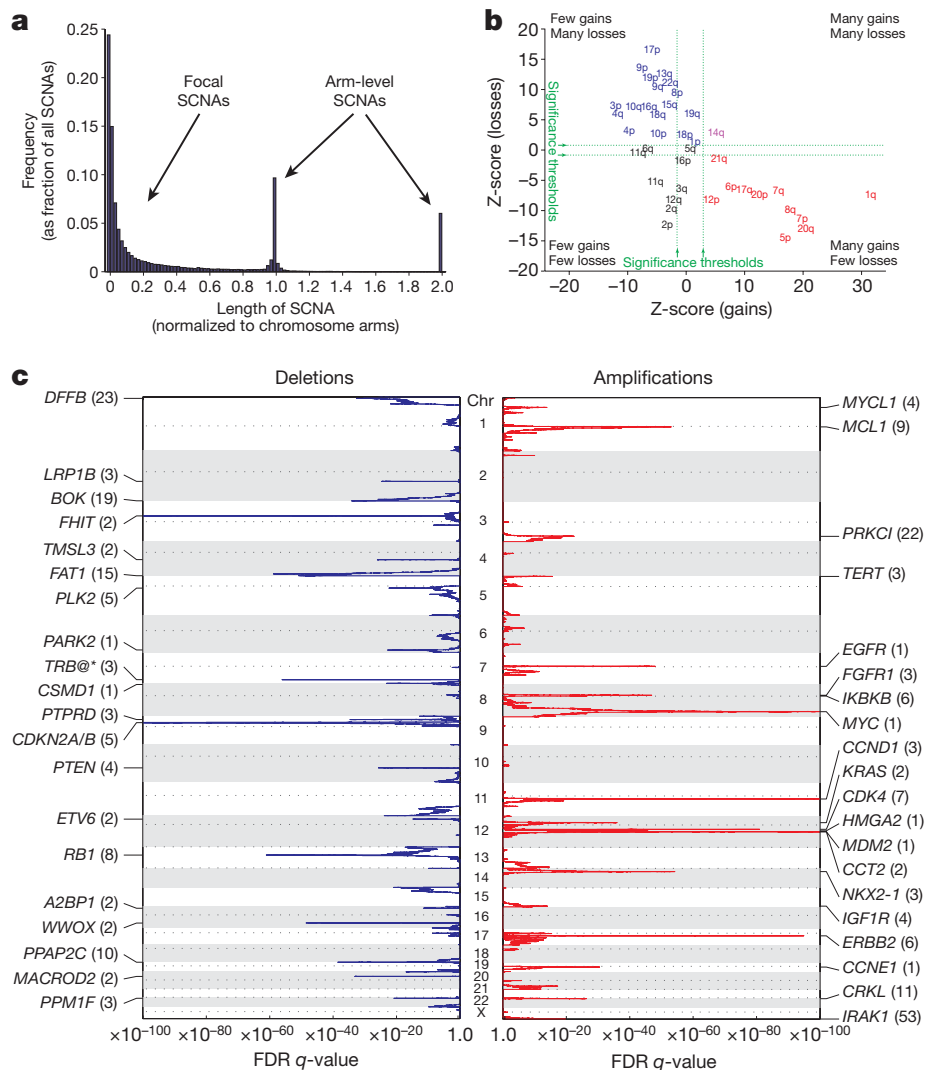 a
0.25
0.20
0.15
0.10
0.05
0
Frequency
(as fraction of all SCNAs)
Focal
SCNAs
Arm-level
SCNAs
0.2 0.4 0.6 0.8 1.0 1.2 1.4 1.6 1.8 2.0
Length of SCNA
(normalized to chromosome arms)
b
Few gains
Many losses
Many gains
Many losses
20
15
10
5
0
−5
−10
−15
−20
Z-score (losses)
Significance
thresholds
17p
9p 13q
19p 22q
9q
8p
3p 10q 16q 15q
4q 18q 19q
4p 10p 18p 14q
1p
6q 5q
11q
16p 21q
11q
3q 6p 17q 7q 1q
12q 12p 20p
2q 8q
7p
2p 20q
5p
Few gains
Few losses
Significance thresholds
Many gains
Few losses
−20 −10 0 10 20 30
Z-score (gains)
c
Deletions
Amplifications
Chr
DFFB (23)
LRP1B (3)
BOK (19)
FHIT (2)
TMSL3 (2)
FAT1 (15)
PLK2 (5)
PARK2 (1)
TRB@* (3)
CSMD1 (1)
PTPRD (3)
CDKN2A/B (5)
PTEN (4)
ETV6 (2)
RB1 (8)
A2BP1 (2)
WWOX (2)
PPAP2C (10)
MACROD2 (2)
PPM1F (3)
1
2
3
4
5
6
7
8
9
10
11
12
13
14
15
16
17
18
19
20
21
22
X
MYCL1 (4)
MCL1 (9)
PRKCI (22)
TERT (3)
EGFR (1)
FGFR1 (3)
IKBKB (6)
MYC (1)
CCND1 (3)
KRAS (2)
CDK4 (7)
HMGA2 (1)
MDM2 (1)
CCT2 (2)
NKX2-1 (3)
IGF1R (4)
ERBB2 (6)
CCNE1 (1)
CRKL (11)
IRAK1 (53)
×10−100 ×10−80 ×10−60 ×10−40 ×10−20 1.0
FDR q-value
1.0 ×10−20 ×10−40 ×10−60 ×10−80 ×10−100
FDR q-value